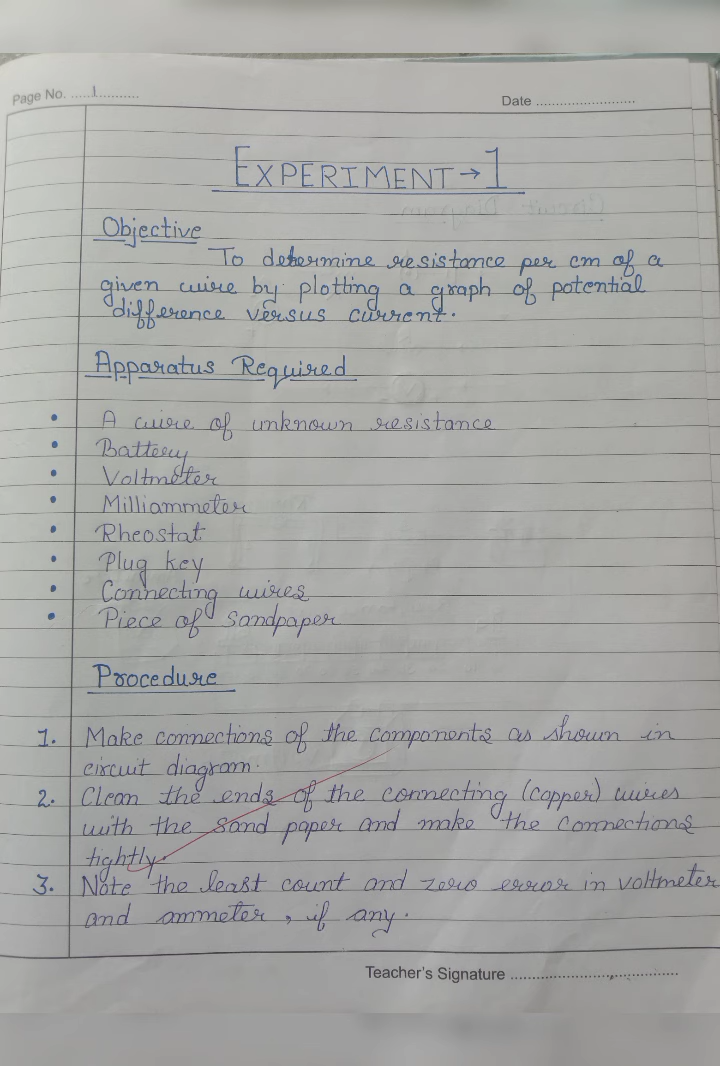 Page No. .....1..........
Date .........................
EXPERIMENT → 1
Objective
To determine resistance per cm of a
given wire by plotting a graph of potential
difference versus current.
Apparatus Required
• A wire of unknown resistance
• Battery
• Voltmeter
• Milliammeter
• Rheostat
• Plug key
• Connecting wires
• Piece of sandpaper
Procedure
1. Make connections of the components as shown in
circuit diagram.
2. Clean the ends of the connecting (copper) wires
with the sand paper and make the connections
tightly.
3. Note the least count and zero error in voltmeter
and ammeter, if any.
Teacher's Signature .........................................